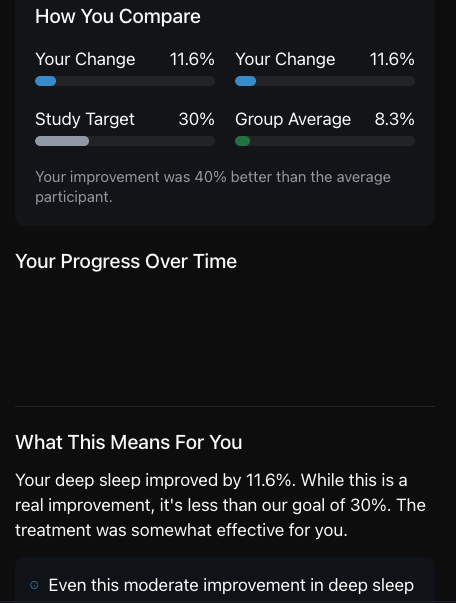 How You Compare
Your Change 11.6% Your Change 11.6%
Study Target 30% Group Average 8.3%
Your improvement was 40% better than the average
participant.
Your Progress Over Time
What This Means For You
Your deep sleep improved by 11.6%. While this is a
real improvement, it's less than our goal of 30%. The
treatment was somewhat effective for you.
Even this moderate improvement in deep sleep